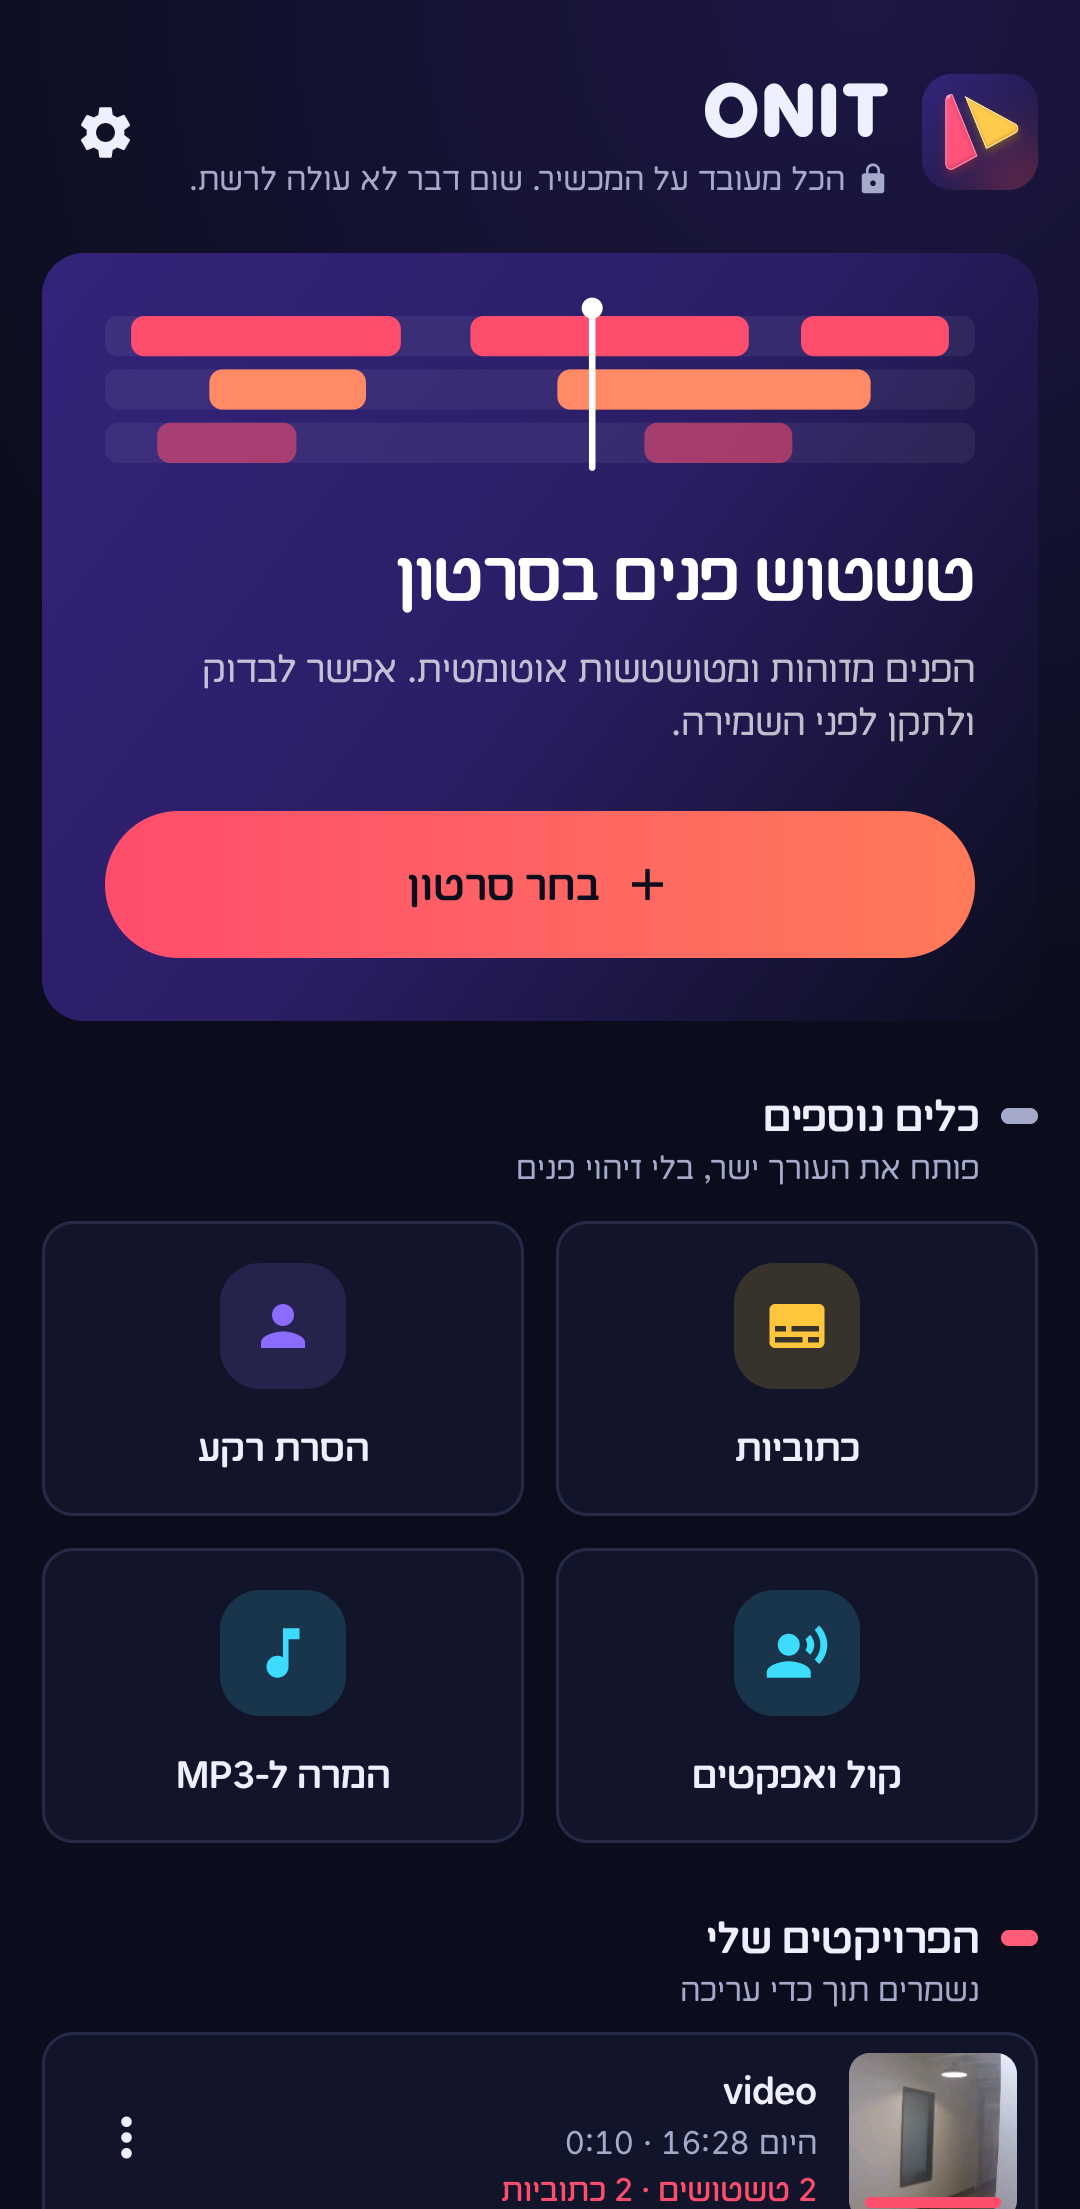 ONIT
הכל מעובד על המכשיר. שום דבר לא עולה לרשת.
טשטוש פנים בסרטון
הפנים מזוהות ומטושטשות אוטומטית. אפשר לבדוק
ולתקן לפני השמירה.
+ בחר סרטון
כלים נוספים
פותח את העורך ישר, בלי זיהוי פנים
כתוביות
הסרת רקע
קול ואפקטים
המרה ל-MP3
הפרויקטים שלי
נשמרים תוך כדי עריכה
video
היום 16:28 · 0:10
2 טשטושים · 2 כתוביות